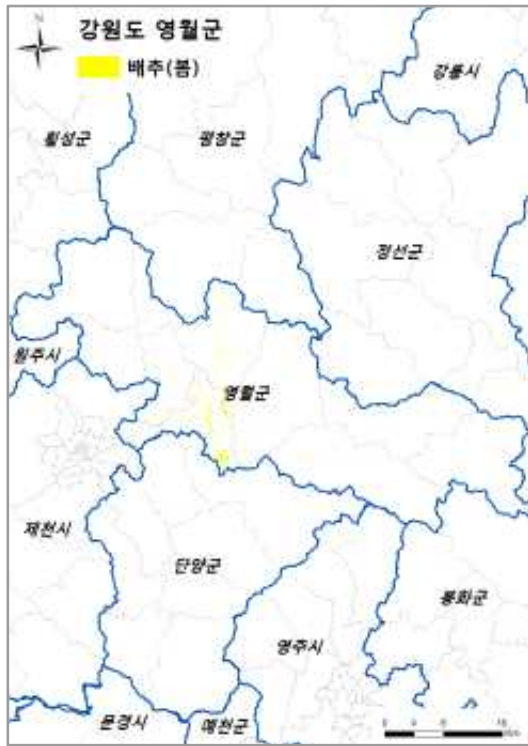 강원도 영월군
배추(봄)
강릉시
횡성군
평창군
정선군
원주시
영월군
제천시
단양군
봉화군
영주시
문경시
예천군